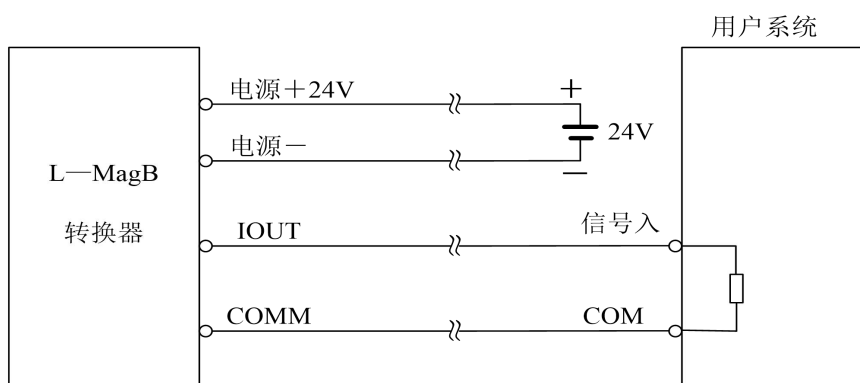 用户系统
电源＋24V
+
24V
电源－
—
L—MagB
转换器
IOUT
信号入
COMM
COM